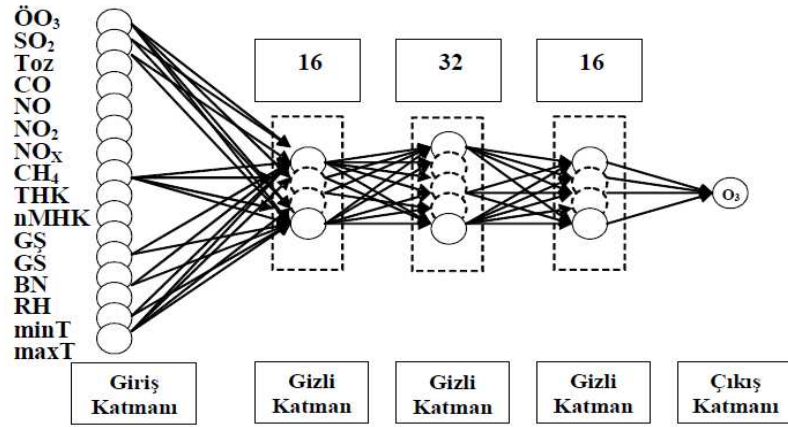 ÖO₃
SO₂
Toz
CO
NO
NO₂
NOX
CH₄
THK
nMHK
GŞ
GS
BN
RH
minT
maxT
16
32
16
O₃
Giriş
Katmanı
Gizli
Katman
Gizli
Katman
Gizli
Katman
Çıkış
Katmanı